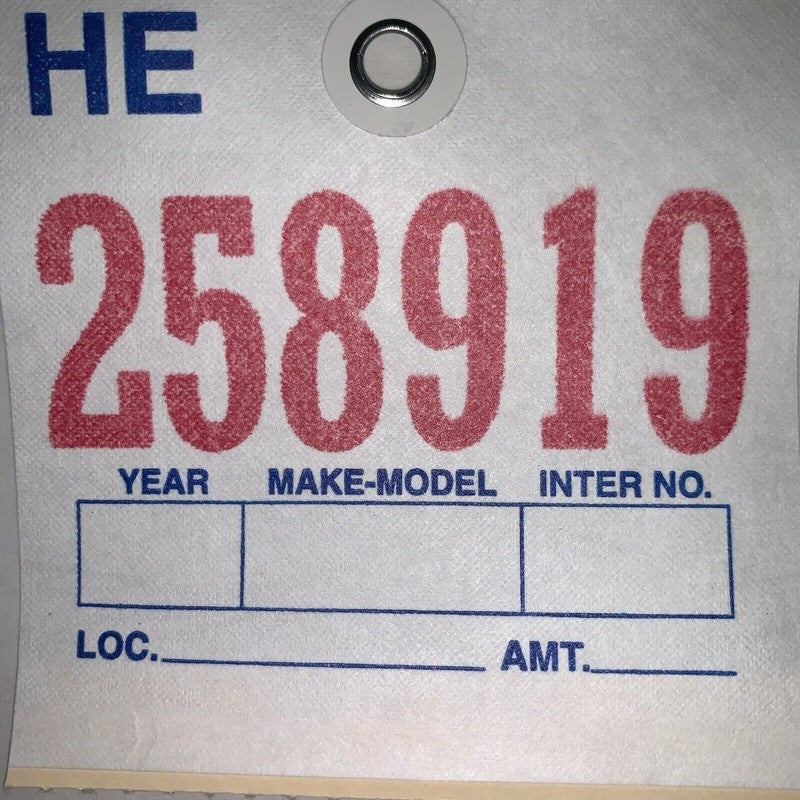 HE
258919
YEAR MAKE-MODEL INTER NO.
LOC. AMT.